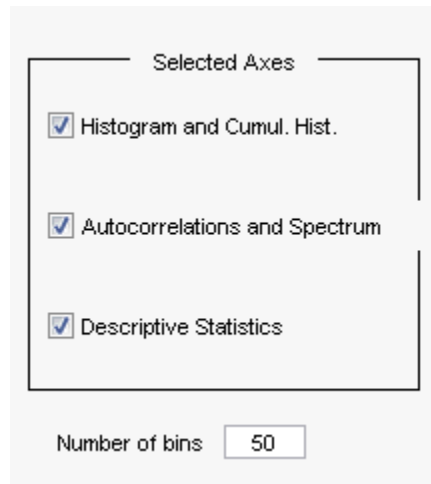 Selected Axes
Histogram and Cumul. Hist.
Autocorrelations and Spectrum
Descriptive Statistics
Number of bins 50